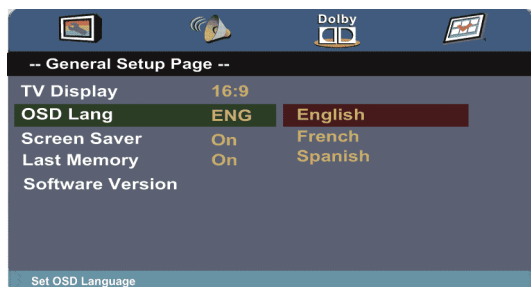 Dolby
-- General Setup Page --
TV Display 16:9
OSD Lang ENG English
Screen Saver On French
Last Memory On Spanish
Software Version
Set OSD Language